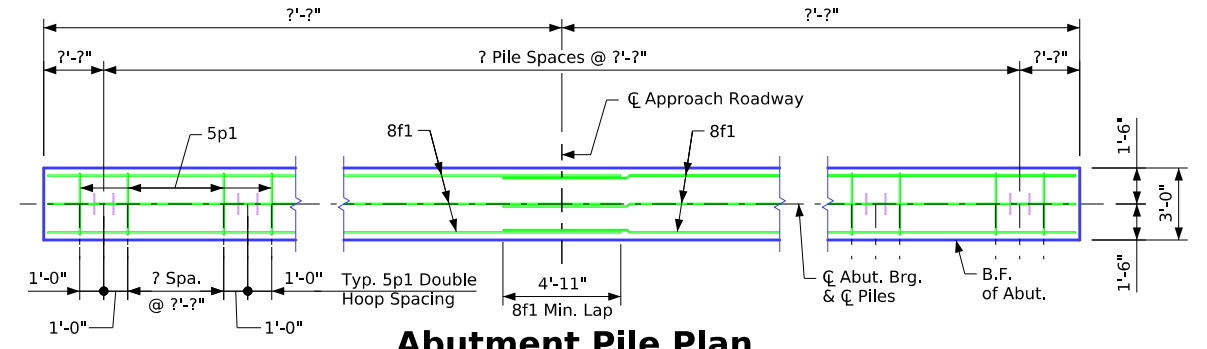 ?'-?" ?'-?"
?'-?" ? Pile Spaces @ ?'-?" ?'-?"
℄ Approach Roadway
5p1 8f1 8f1
1'-6"
3'-0"
1'-6"
1'-0" ? Spa. 1'-0"
@ ?'-?"
1'-0" 1'-0"
Typ. 5p1 Double
Hoop Spacing
4'-11"
8f1 Min. Lap
℄ Abut. Brg.
& ℄ Piles
B.F.
of Abut.
Abutment Pile Plan